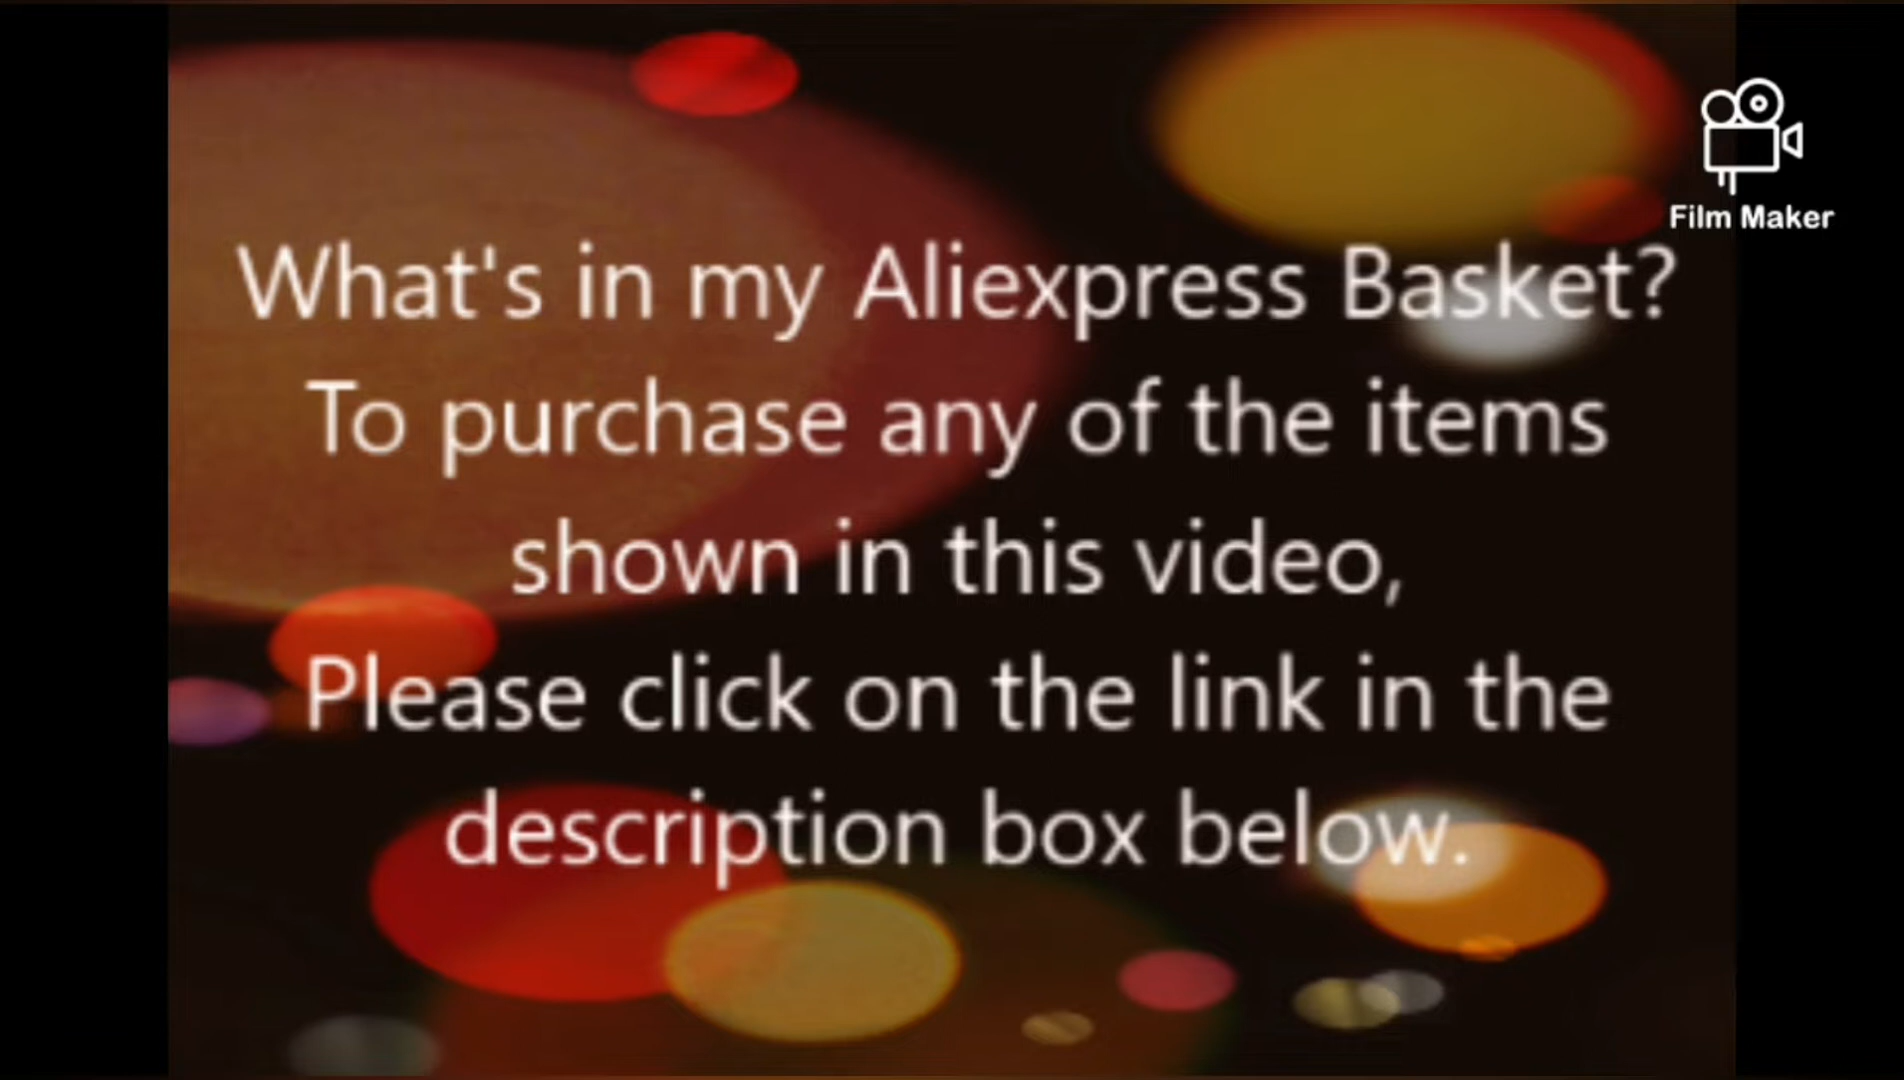 Film Maker
What's in my Aliexpress Basket?
To purchase any of the items
shown in this video,
Please click on the link in the
description box below.